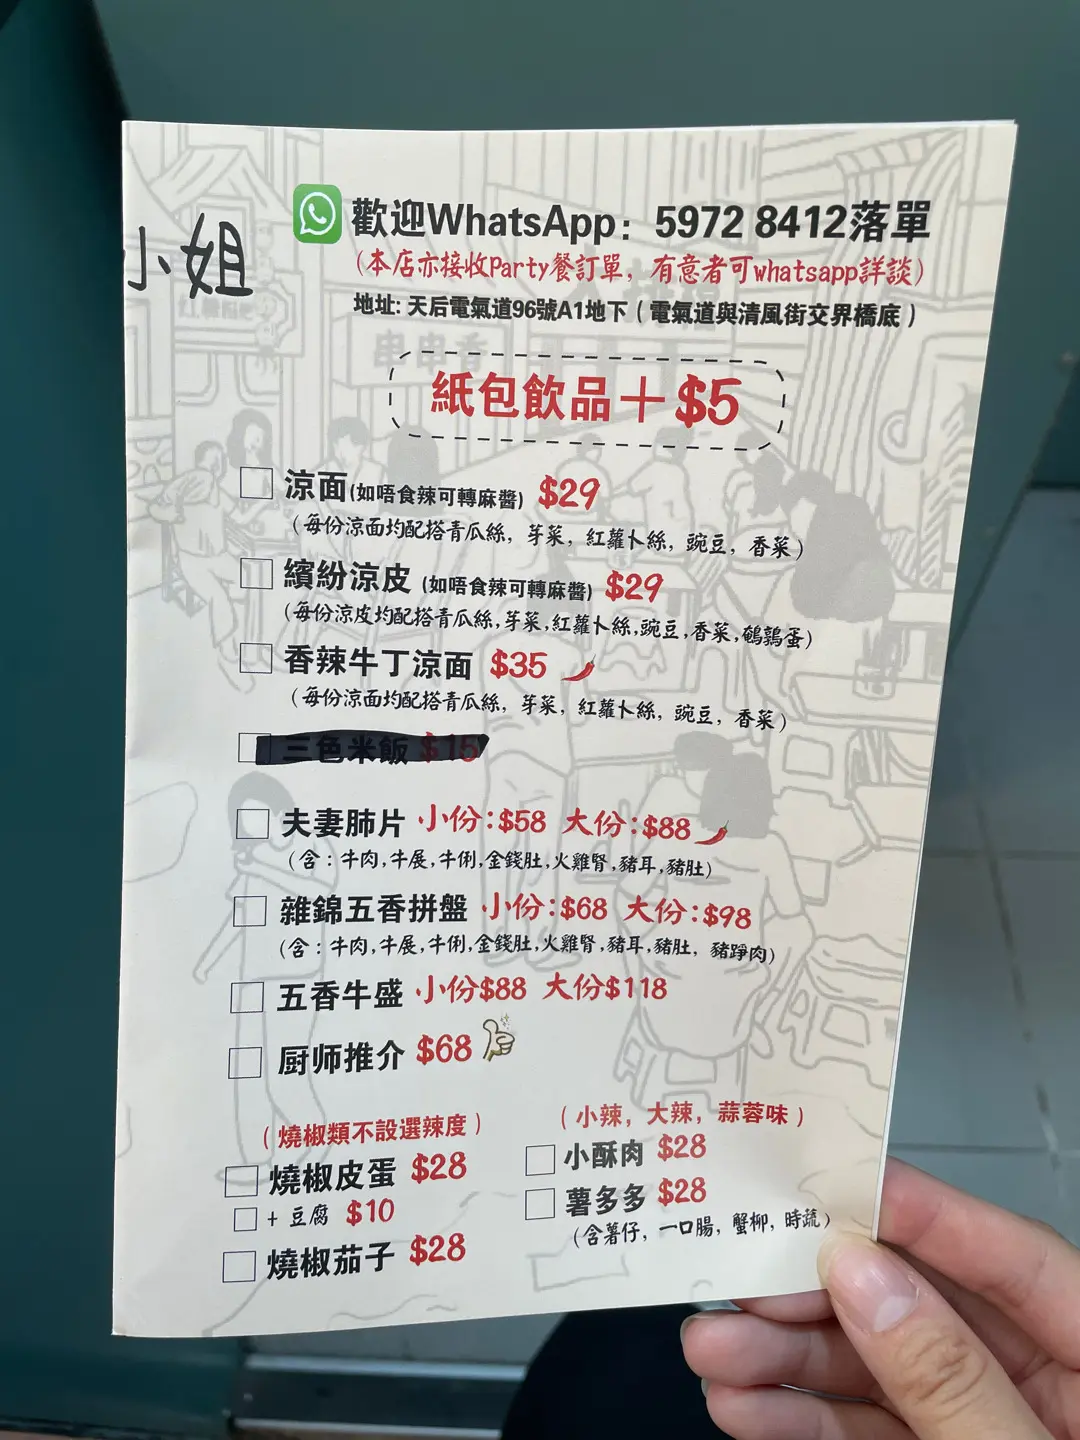 小姐
歡迎WhatsApp：5972 8412落單
（本店亦接收Party餐訂單，有意者可whatsapp詳談）
地址: 天后電氣道96號A1地下（電氣道與清風街交界橋底）
串串香
紙包飲品＋$5
涼面(如唔食辣可轉麻醬) $29
（每份涼面均配搭青瓜絲，芽菜，紅蘿卜絲，豌豆，香菜）
繽紛涼皮 (如唔食辣可轉麻醬) $29
（每份涼皮均配搭青瓜絲,芽菜,紅蘿卜絲,豌豆,香菜,鵪鶉蛋）
香辣牛丁涼面 $35
（每份涼面均配搭青瓜絲，芽菜，紅蘿卜絲，豌豆，香菜）
三色米飯 $15
夫妻肺片 小份:$58 大份:$88
（含：牛肉,牛展,牛脷,金錢肚,火雞腎,豬耳,豬肚）
雜錦五香拼盤 小份:$68 大份:$98
（含：牛肉,牛展,牛脷,金錢肚,火雞腎,豬耳,豬肚，豬踭肉）
五香牛盛 小份$88 大份$118
厨师推介 $68
（燒椒類不設選辣度）
燒椒皮蛋 $28
+ 豆腐 $10
燒椒茄子 $28
（小辣，大辣，蒜蓉味）
小酥肉 $28
薯多多 $28
（含薯仔，一口腸，蟹柳，時蔬）